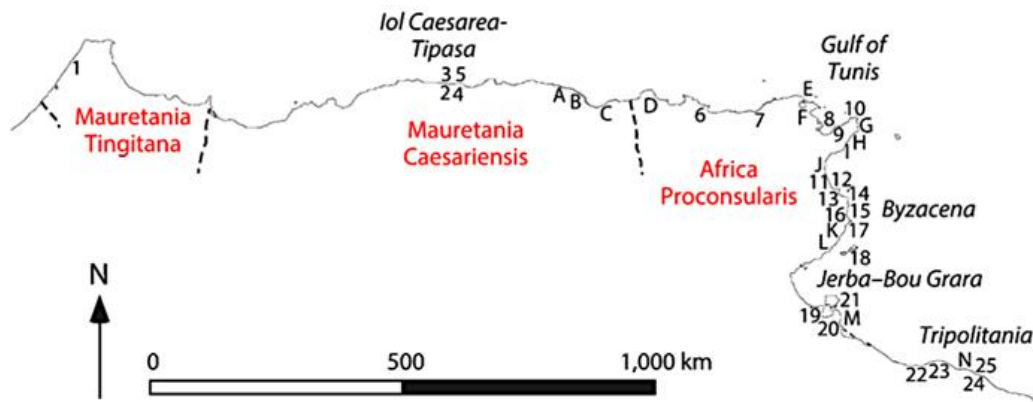 Iol Caesarea-
Tipasa
Gulf of
Tunis
1
3 5
2 4
A
B
C
D
6
7
E
F
8
9
10
G
H
I
J
11
12
13
14
15
16
17
K
L
18
Mauretania
Tingitana
Mauretania
Caesariensis
Africa
Proconsularis
Byzacena
Jerba–Bou Grara
19
20
21
M
Tripolitania
22
23
N
25
24
N
0
500
1,000 km